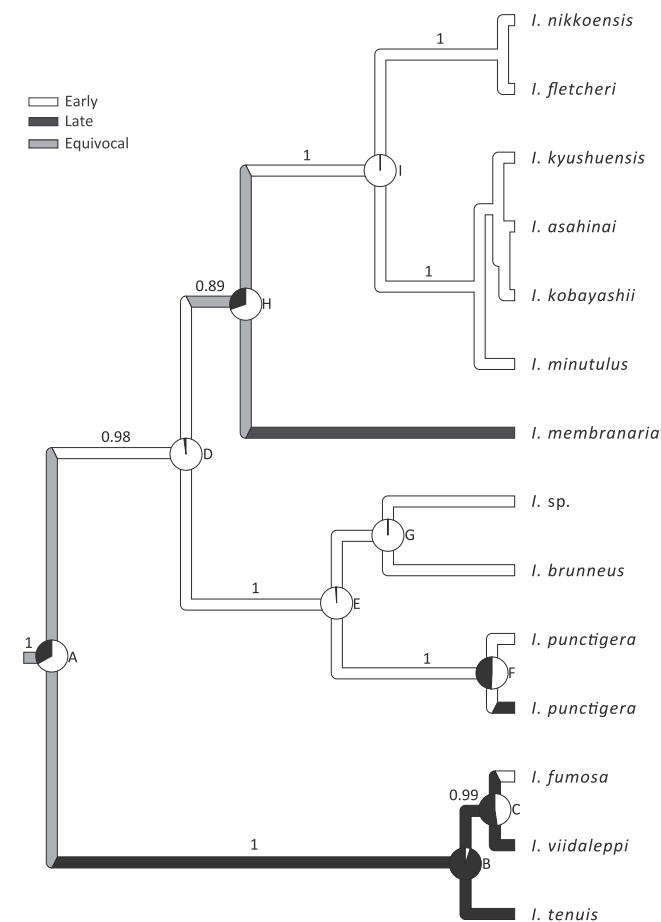 I. nikkoensis
1
I. fletcheri
Early
Late
Equivocal
I. kyushuensis
1
I
I. asahinai
1
0.89
I. kobayashii
H
I. minutulus
0.98
I. membranaria
D
I. sp.
G
I. brunneus
1
E
I. punctigera
1
1
A
F
I. punctigera
I. fumosa
0.99
C
1
I. viidaleppi
B
I. tenuis